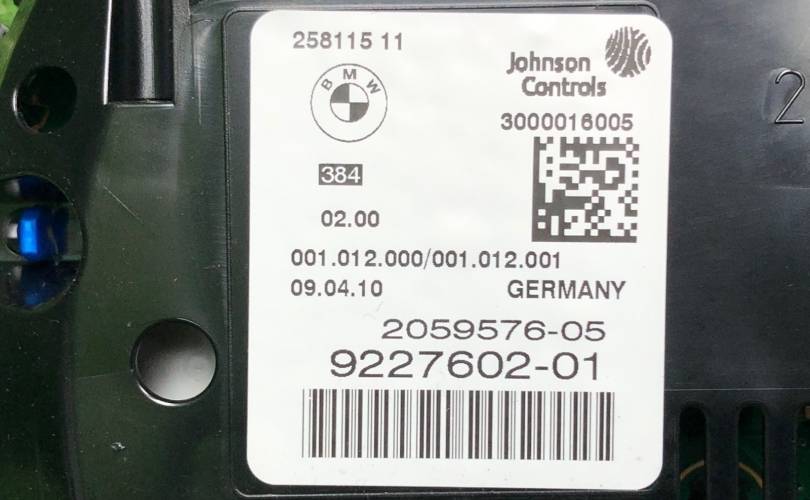 258115 11
BMW
Johnson
Controls
3000016005
384
02.00
001.012.000/001.012.001
09.04.10 GERMANY
2059576-05
9227602-01
2